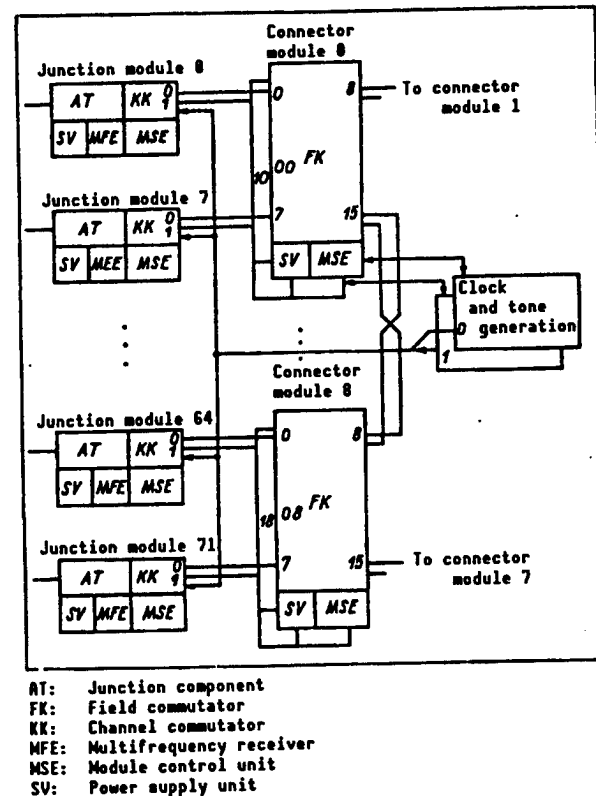 Connector
module 0
Junction module 0
AT KK 0
1
SV MFE MSE
0
8
To connector
module 1
10
00 FK
Junction module 7
AT KK 0
1
SV MEE MSE
7
15
SV MSE
Clock
and tone
generation
0
1
Connector
module 8
Junction module 64
AT KK 0
1
SV MFE MSE
0
8
18
08 FK
Junction module 71
AT KK 0
1
SV MFE MSE
7
15
To connector
module 7
SV MSE
AT: Junction component
FK: Field commutator
KK: Channel commutator
MFE: Multifrequency receiver
MSE: Module control unit
SV: Power supply unit